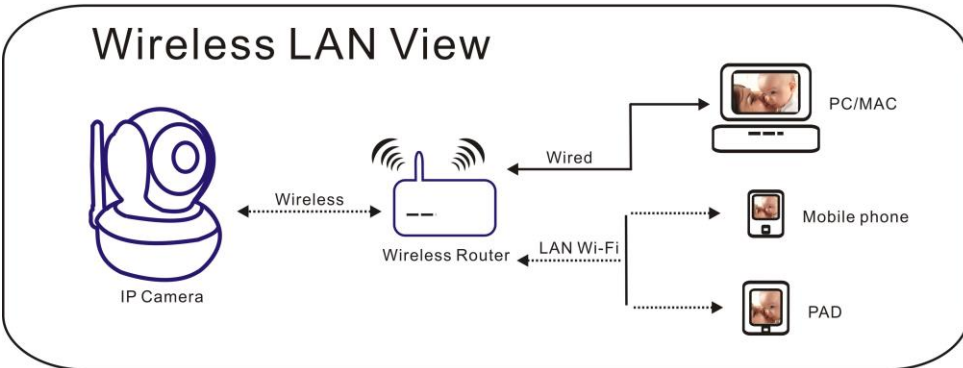 Wireless LAN View
PC/MAC
Wired
Wireless
Mobile phone
Wireless Router
LAN Wi-Fi
IP Camera
PAD